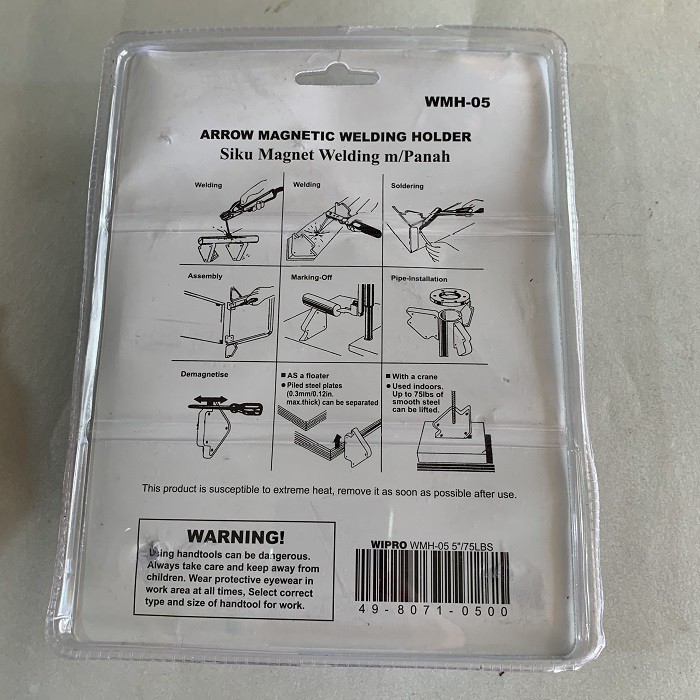 WMH-05
ARROW MAGNETIC WELDING HOLDER
Siku Magnet Welding m/Panah
Welding
Welding
Soldering
Assembly
Marking-Off
Pipe-installation
Demagnetise
■ AS a floater
● Piled steel plates
(0.3mm/0.12in.
max.thick) can be separated
■ With a crane
● Used indoors.
Up to 75lbs of
smooth steel
can be lifted.
This product is susceptible to extreme heat, remove it as soon as possible after use.
WARNING!
Using handtools can be dangerous.
Always take care and keep away from
children. Wear protective eyewear in
work area at all times, Select correct
type and size of handtool for work.
WIPRO WMH-05 5"/75LBS
49-8071-0500